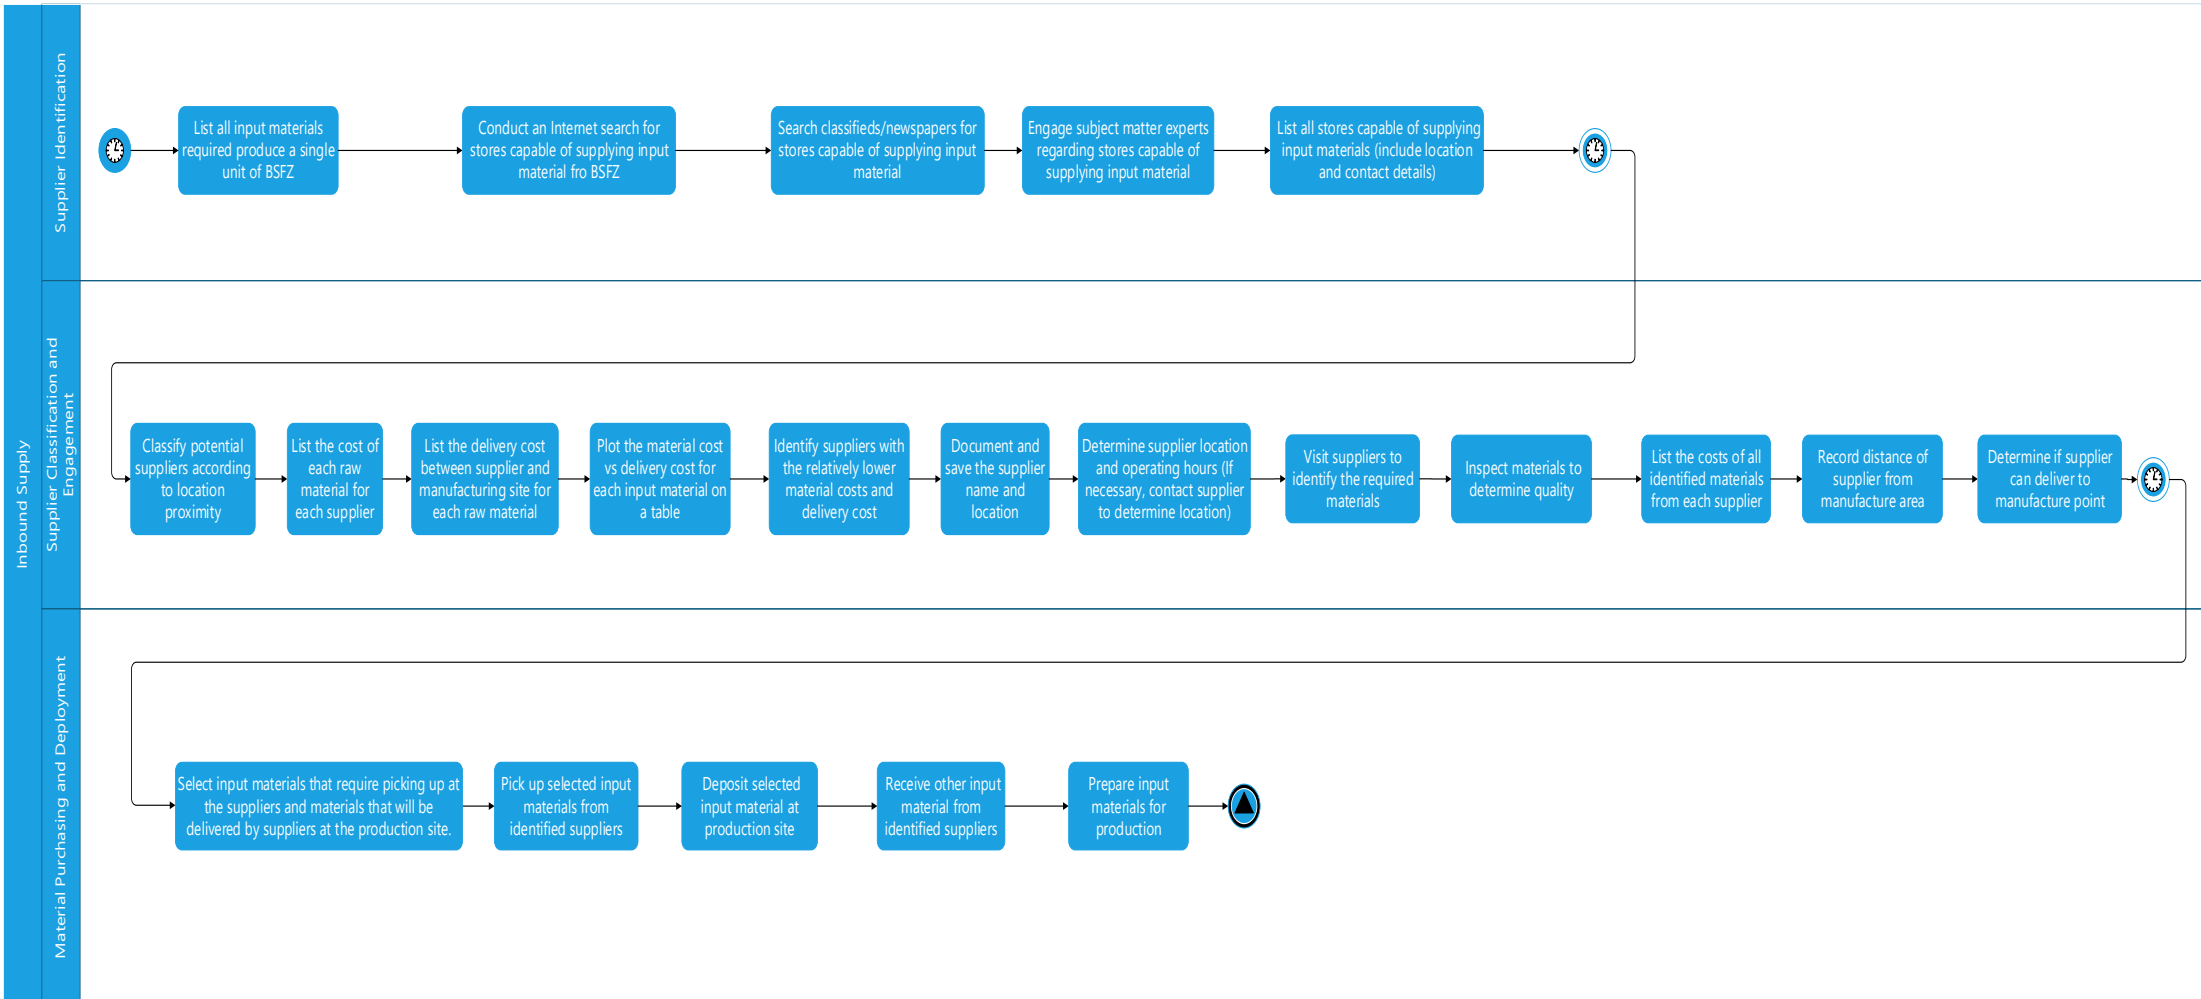 Inbound Supply
Supplier Identification
List all input materials
required produce a single
unit of BSFZ
Conduct an Internet search for
stores capable of supplying input
material fro BSFZ
Search classifieds/newspapers for
stores capable of supplying input
material
Engage subject matter experts
regarding stores capable of
supplying input material
List all stores capable of supplying
input materials (include location
and contact details)
Supplier Classification and
Engagement
Classify potential
suppliers according
to location
proximity
List the cost of
each raw
material for
each supplier
List the delivery cost
between supplier and
manufacturing site for
each raw material
Plot the material cost
vs delivery cost for
each input material on
a table
Identify suppliers with
the relatively lower
material costs and
delivery cost
Document and
save the supplier
name and
location
Determine supplier location
and operating hours (If
necessary, contact supplier
to determine location)
Visit suppliers to
identify the required
materials
Inspect materials to
determine quality
List the costs of all
identified materials
from each supplier
Record distance of
supplier from
manufacture area
Determine if supplier
can deliver to
manufacture point
Material Purchasing and Deployment
Select input materials that require picking up at
the suppliers and materials that will be
delivered by suppliers at the production site.
Pick up selected input
materials from
identified suppliers
Deposit selected
input material at
production site
Receive other input
material from
identified suppliers
Prepare input
materials for
production